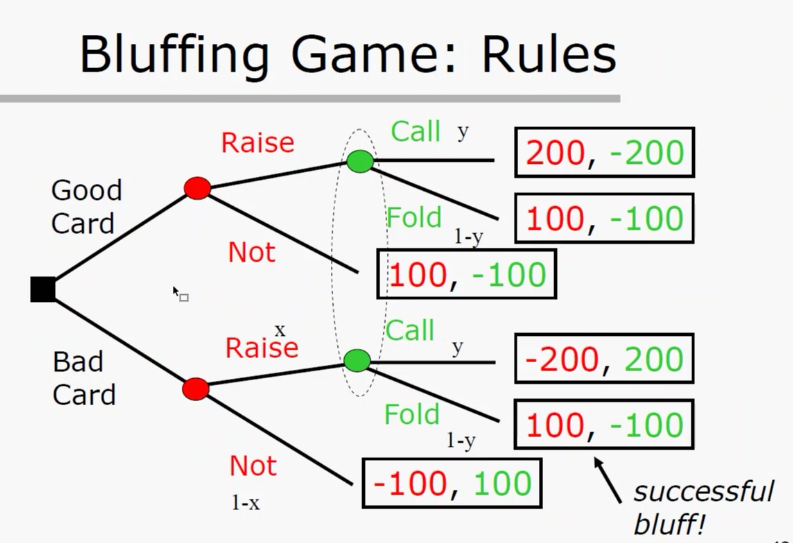 Bluffing Game: Rules
Call y
Raise
200, -200
Good
Card
Fold
1-y
100, -100
Not
100, -100
x
Raise
Call
y
-200, 200
Bad
Card
Fold
1-y
100, -100
Not
1-x
-100, 100
successful
bluff!